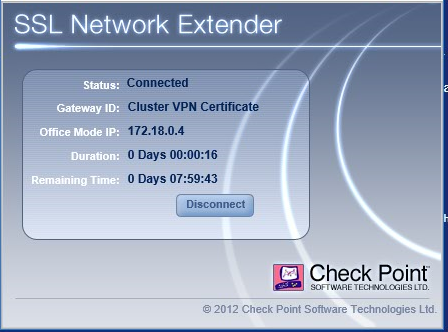 SSL Network Extender
Status: Connected
Gateway ID: Cluster VPN Certificate
Office Mode IP: 172.18.0.4
Duration: 0 Days 00:00:16
Remaining Time: 0 Days 07:59:43
Disconnect
Check Point
SOFTWARE TECHNOLOGIES LTD.
© 2012 Check Point Software Technologies Ltd.